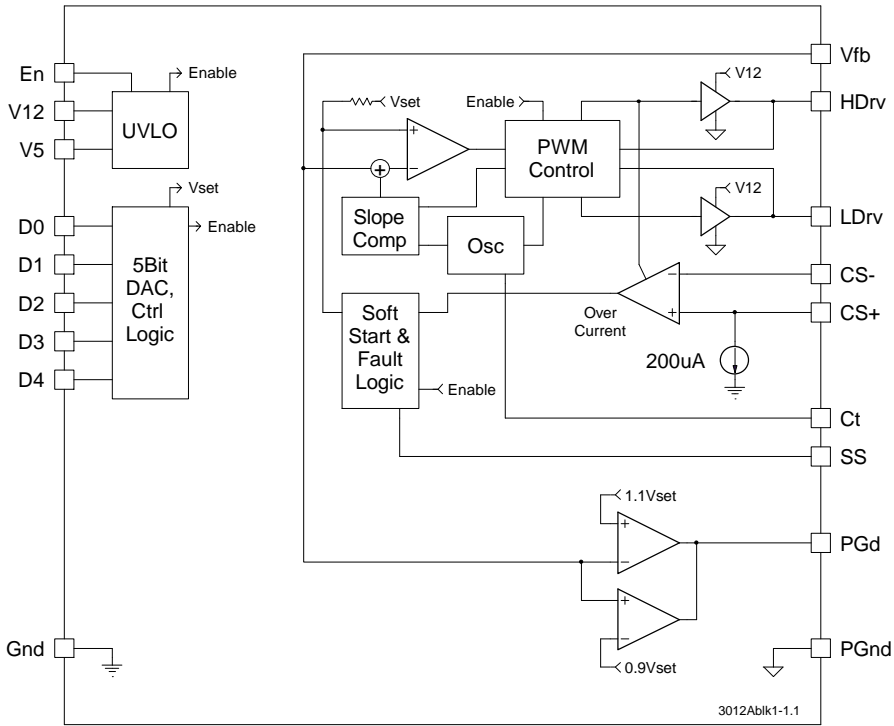 En
V12
V5
UVLO
Enable
Vset
Enable
D0
D1
D2
D3
D4
5Bit
DAC,
Ctrl
Logic
Gnd
Vset
Enable
+
−
+
PWM
Control
Slope
Comp
Osc
V12
V12
Soft
Start &
Fault
Logic
Enable
Over
Current
−
+
200uA
1.1Vset
+
−
+
−
0.9Vset
Vfb
HDrv
LDrv
CS-
CS+
Ct
SS
PGd
PGnd
3012Ablk1-1.1